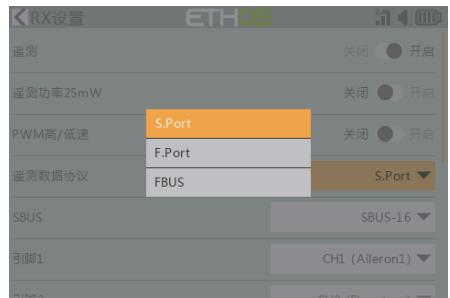 RX设置 ETHOS
遥测 关闭 开启
遥测功率25mW 关闭 开启
PWM高/低速 关闭 开启
S.Port
F.Port
FBUS
遥测数据协议 S.Port
SBUS SBUS-16
引脚1 CH1 (Aileron1)